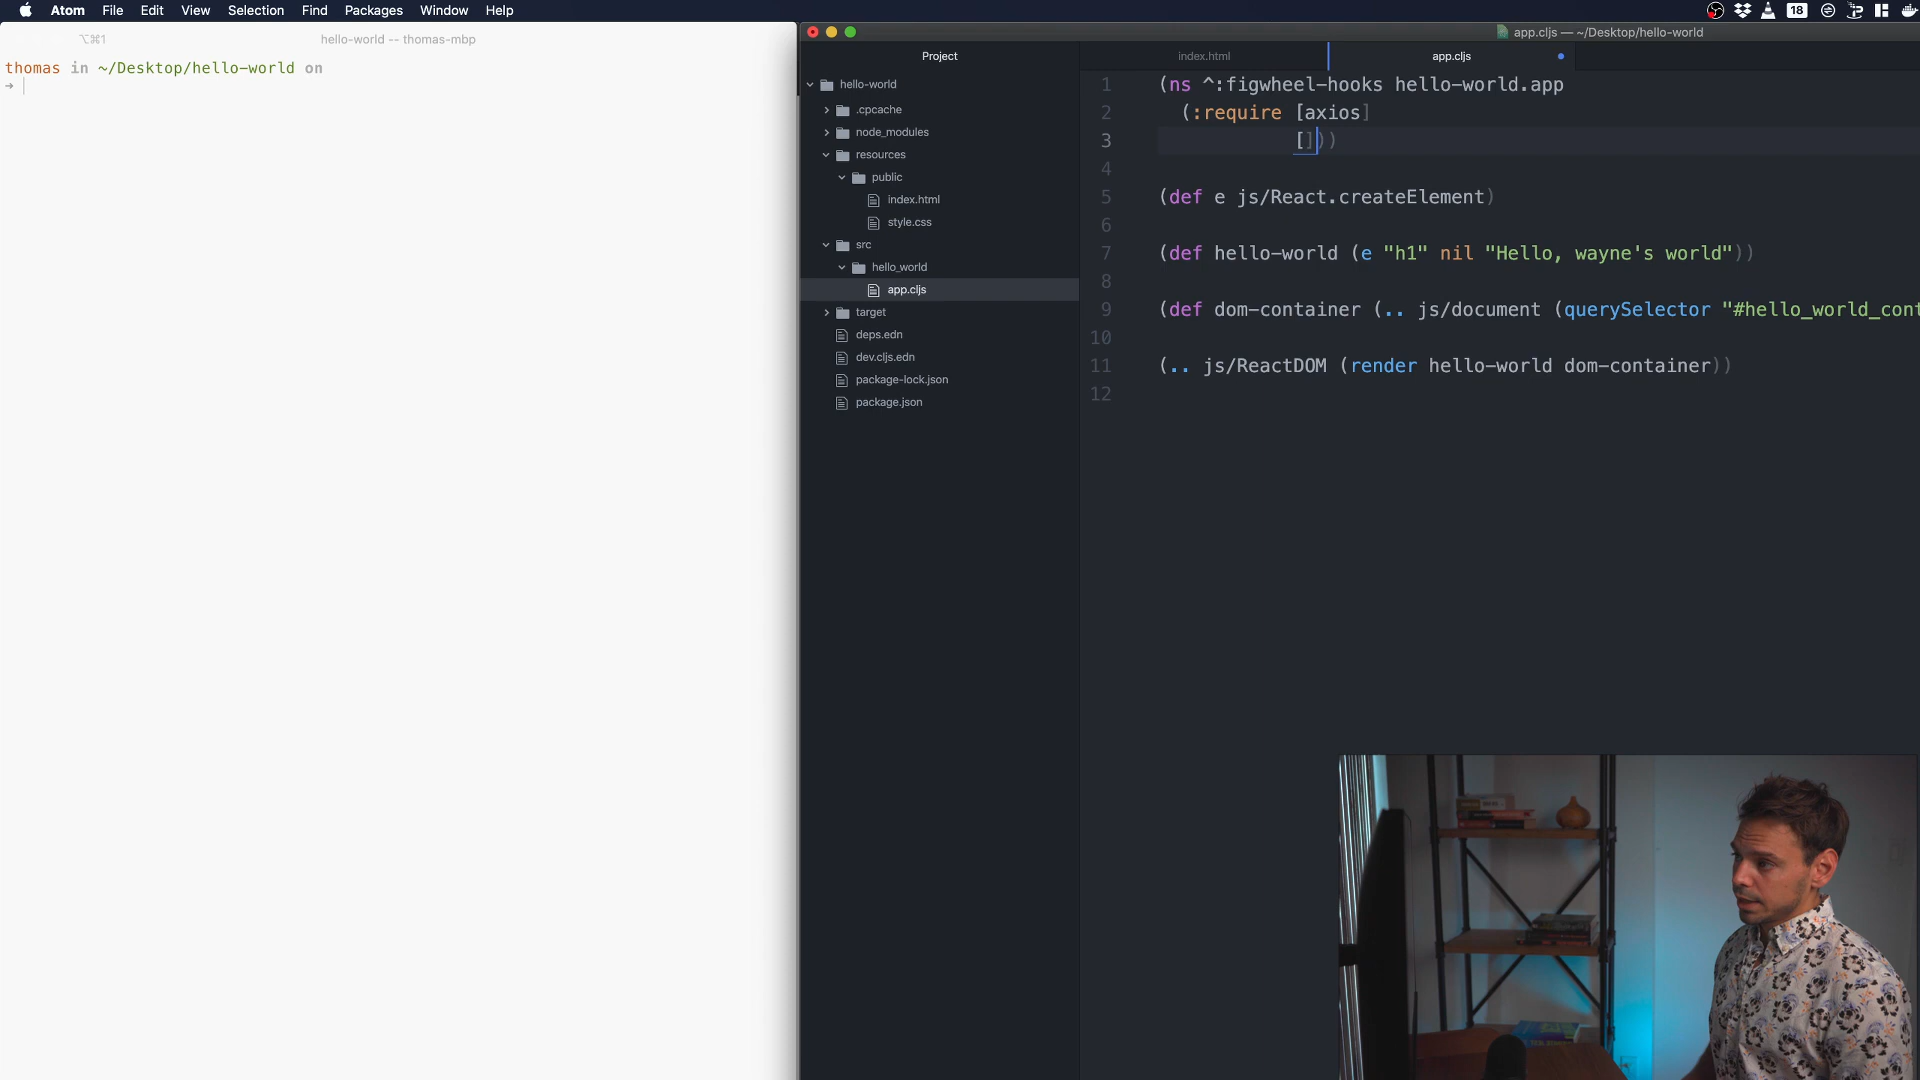 Atom File Edit View Selection Find Packages Window Help
18
⌥⌘1
hello-world -- thomas-mbp
thomas in ~/Desktop/hello-world on
→
app.cljs — ~/Desktop/hello-world
Project
hello-world
.cpcache
node_modules
resources
public
index.html
style.css
src
hello_world
app.cljs
target
deps.edn
dev.cljs.edn
package-lock.json
package.json
index.html
app.cljs
1 (ns ^:figwheel-hooks hello-world.app
2 (:require [axios]
3 []))
4
5 (def e js/React.createElement)
6
7 (def hello-world (e "h1" nil "Hello, wayne's world"))
8
9 (def dom-container (.. js/document (querySelector "#hello_world_cont
10
11 (.. js/ReactDOM (render hello-world dom-container))
12